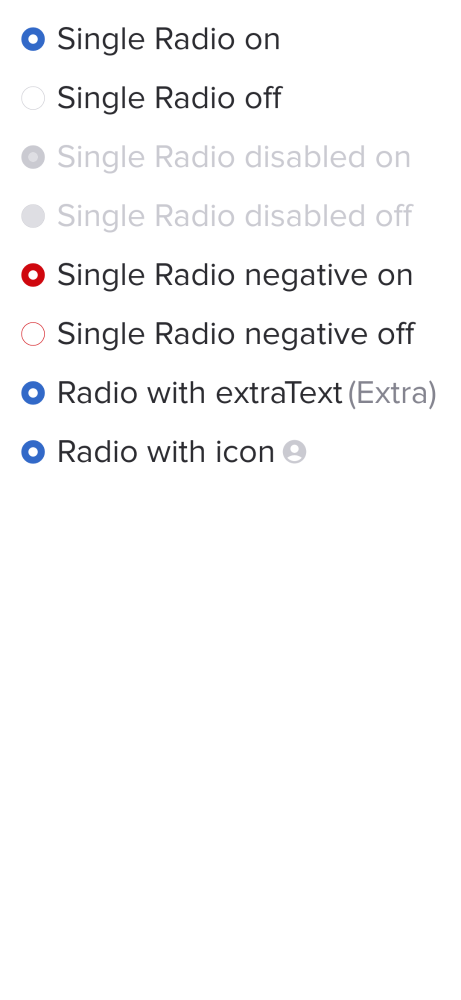 Single Radio on
Single Radio off
Single Radio disabled on
Single Radio disabled off
Single Radio negative on
Single Radio negative off
Radio with extraText (Extra)
Radio with icon